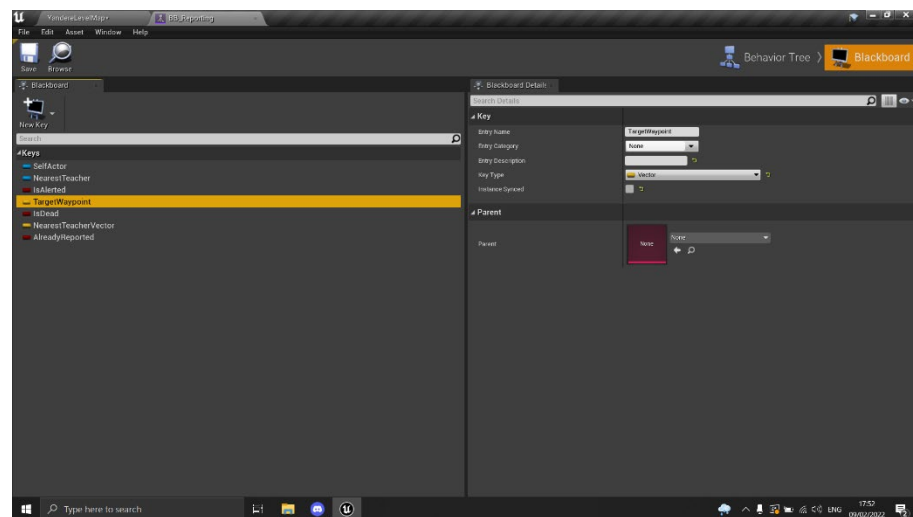 YandereLevelMap•
BB_Reporting
File Edit Asset Window Help
Save
Browse
Behavior Tree
Blackboard
Blackboard
New Key
Search
Keys
SelfActor
NearestTeacher
IsAlerted
TargetWaypoint
IsDead
NearestTeacherVector
AlreadyReported
Blackboard Details
Search Details
Key
Entry Name TargetWaypoint
Entry Category None
Entry Description
Key Type Vector
Instance Synced
Parent
Parent None None
Type here to search
ENG
17:52
09/02/2022